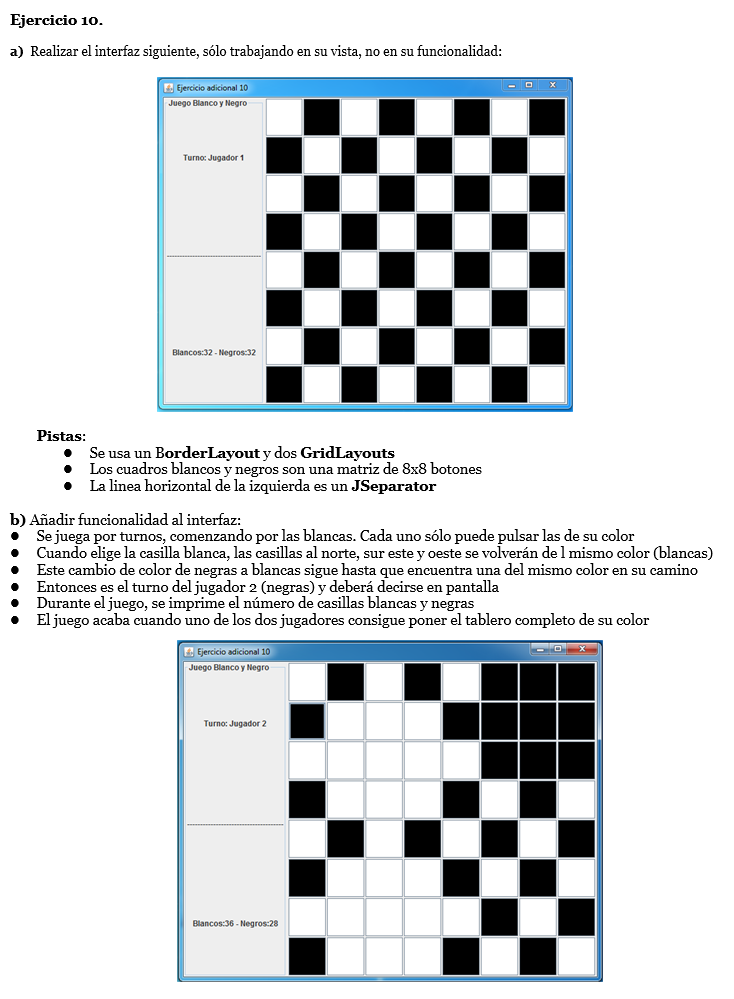 Ejercicio 10.
a) Realizar el interfaz siguiente, sólo trabajando en su vista, no en su funcionalidad:
Ejercicio adicional 10
Juego Blanco y Negro
Turno: Jugador 1
Blancos:32 - Negros:32
Pistas:
● Se usa un BorderLayout y dos GridLayouts
● Los cuadros blancos y negros son una matriz de 8x8 botones
● La linea horizontal de la izquierda es un JSeparator
b) Añadir funcionalidad al interfaz:
● Se juega por turnos, comenzando por las blancas. Cada uno sólo puede pulsar las de su color
● Cuando elige la casilla blanca, las casillas al norte, sur este y oeste se volverán de l mismo color (blancas)
● Este cambio de color de negras a blancas sigue hasta que encuentra una del mismo color en su camino
● Entonces es el turno del jugador 2 (negras) y deberá decirse en pantalla
● Durante el juego, se imprime el número de casillas blancas y negras
● El juego acaba cuando uno de los dos jugadores consigue poner el tablero completo de su color
Ejercicio adicional 10
Juego Blanco y Negro
Turno: Jugador 2
Blancos:36 - Negros:28